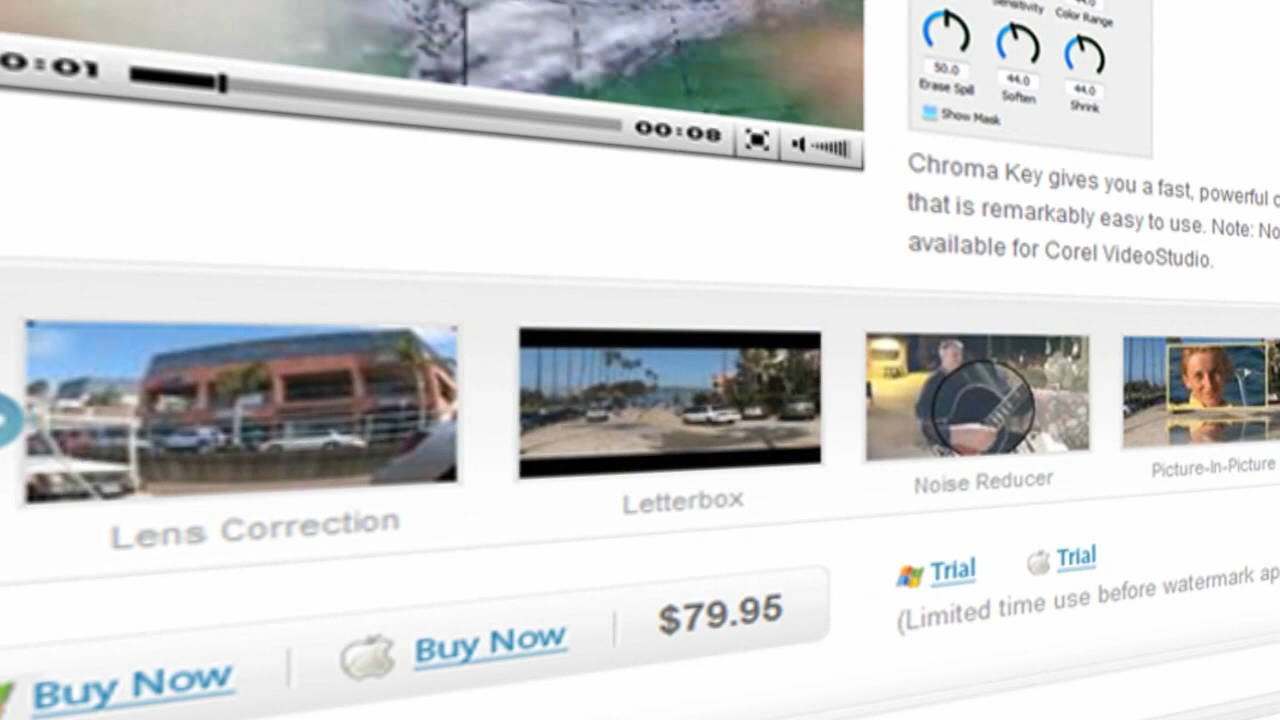 0:01
00:08
44.0
Sensitivity
Color Range
50.0
44.0
44.0
Erase Spill
Soften
Shrink
Show Mask
Chroma Key gives you a fast, powerful
that is remarkably easy to use. Note: No
available for Corel VideoStudio.
Lens Correction
Letterbox
Noise Reducer
Picture-In-Picture
Trial
Trial
(Limited time use before watermark ap
Buy Now
Buy Now
$79.95